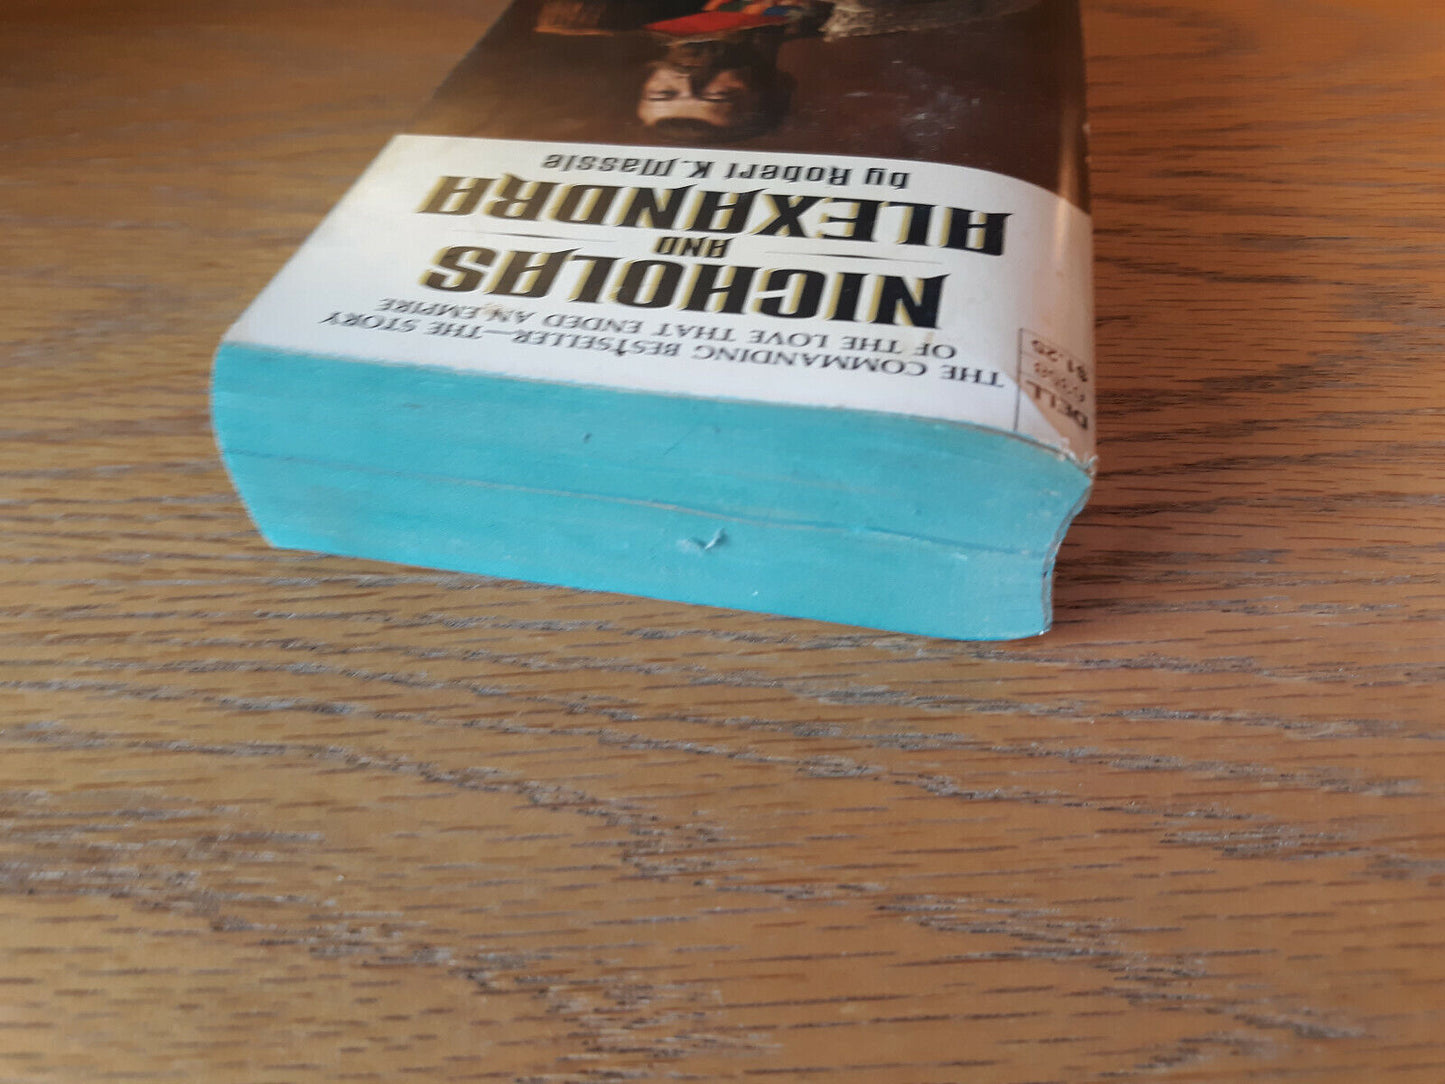 DELL
$1.25
THE COMMANDING BESTSELLER—THE STORY
OF THE LOVE THAT ENDED AN EMPIRE
NICHOLAS
AND
ALEXANDRA
by Robert K. Massie